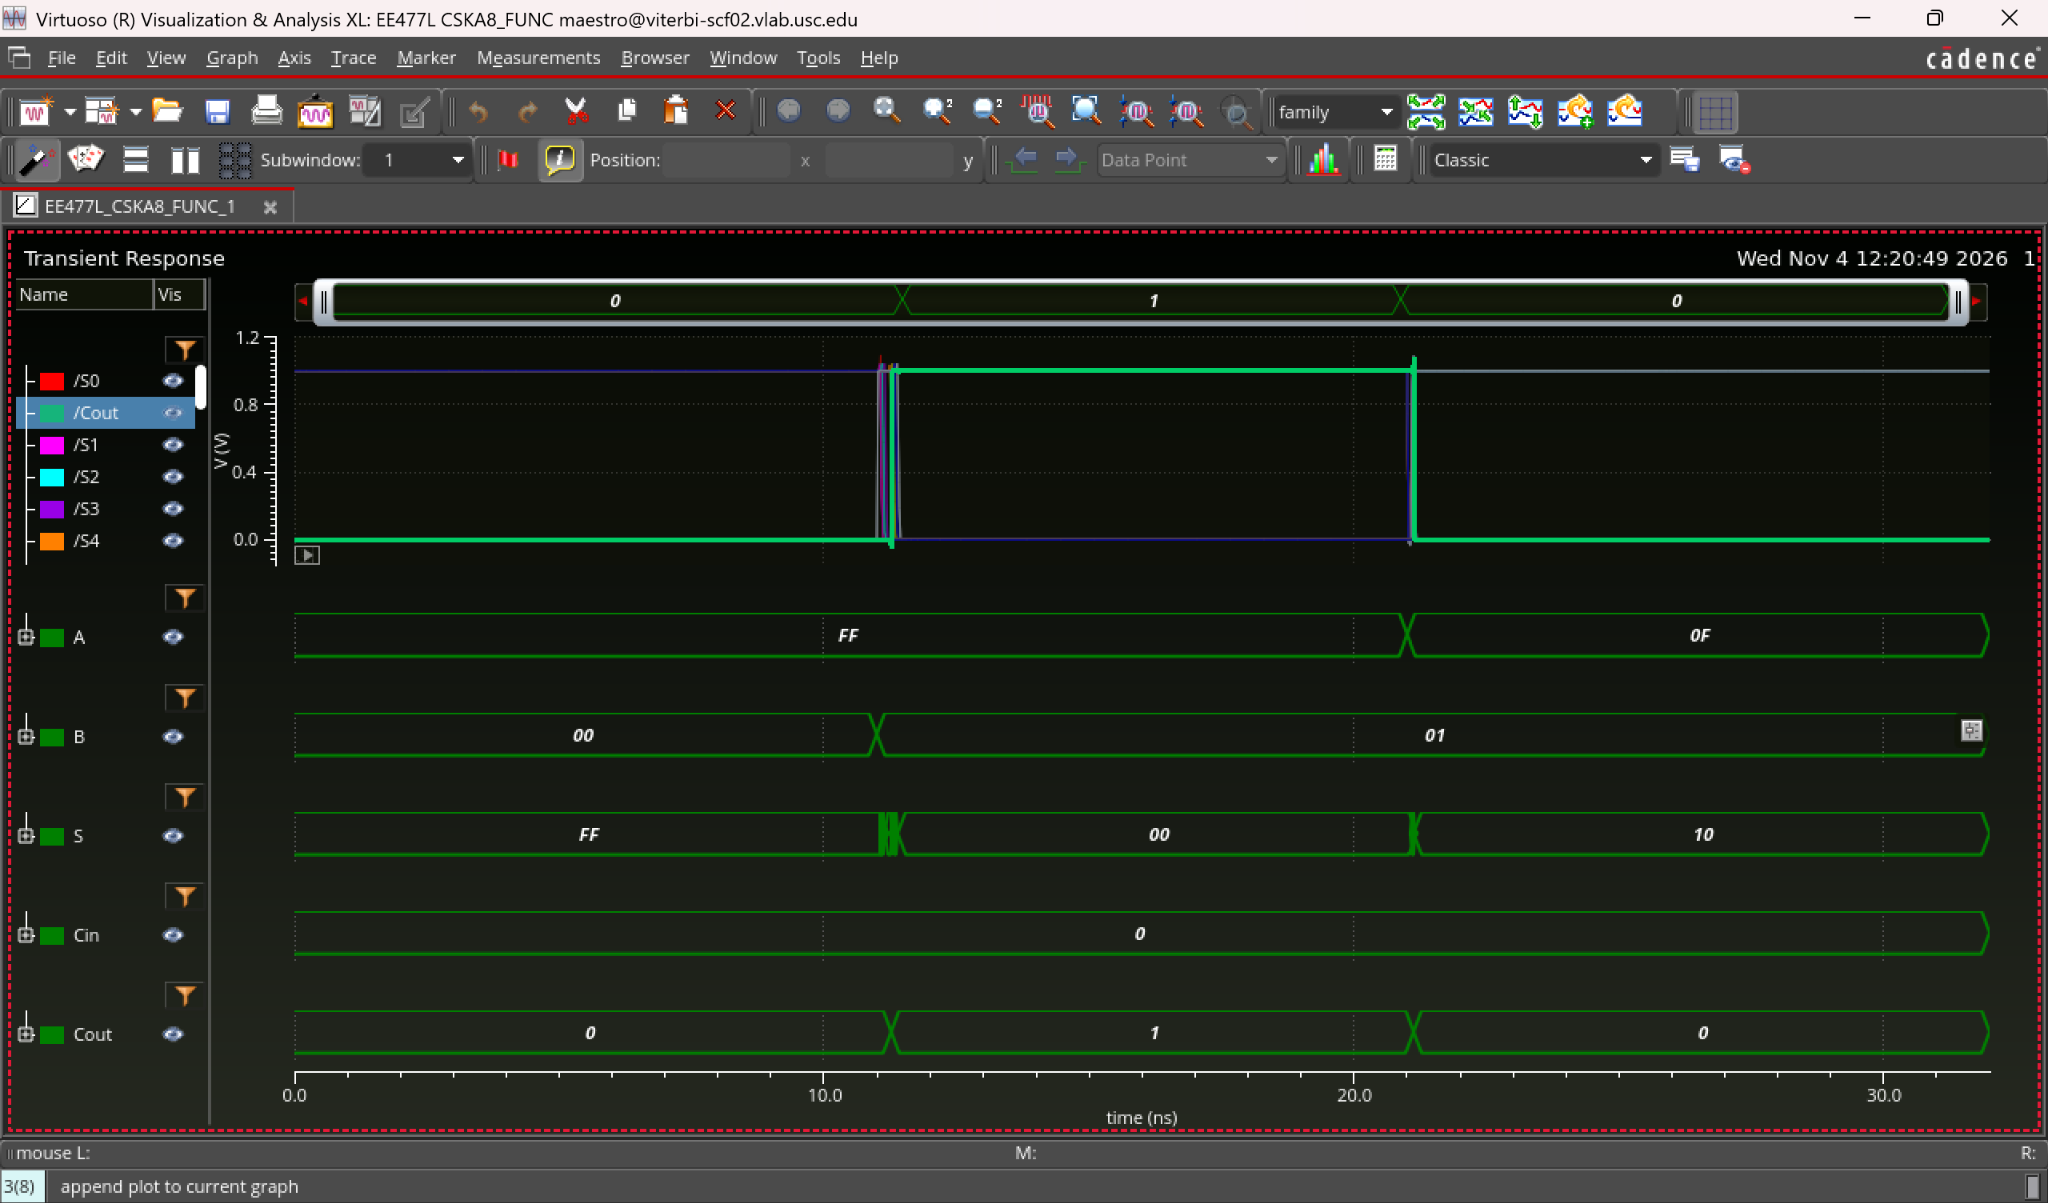 Virtuoso (R) Visualization & Analysis XL: EE477L CSKA8_FUNC maestro@viterbi-scf02.vlab.usc.edu
File Edit View Graph Axis Trace Marker Measurements Browser Window Tools Help cādence
family
Subwindow: 1 Position: x y Data Point Classic
EE477L_CSKA8_FUNC_1
Transient Response Wed Nov 4 12:20:49 2026 1
Name Vis
0 1 0
1.2
0.8
0.4
0.0
V (V)
/S0
/Cout
/S1
/S2
/S3
/S4
A FF 0F
B 00 01
S FF 00 10
Cin 0
Cout 0 1 0
0.0 10.0 20.0 30.0
time (ns)
mouse L: M: R:
3(8) append plot to current graph